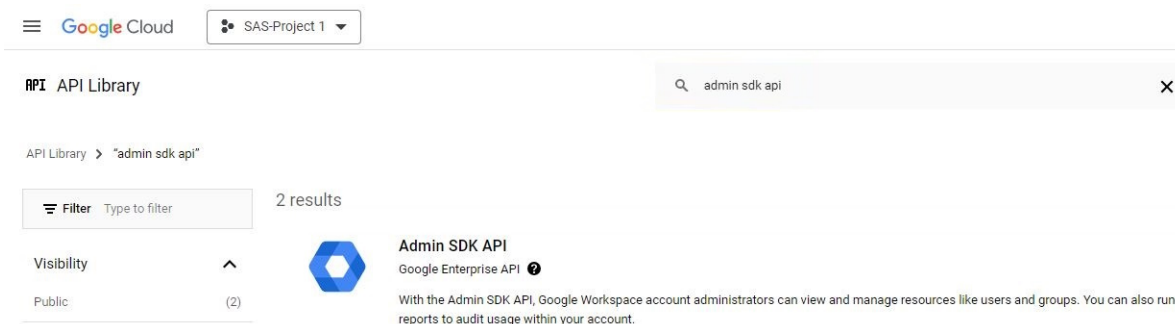 Google Cloud SAS-Project 1
API API Library admin sdk api
API Library > "admin sdk api"
Filter Type to filter
2 results
Visibility
Public (2)
Admin SDK API
Google Enterprise API
With the Admin SDK API, Google Workspace account administrators can view and manage resources like users and groups. You can also run
reports to audit usage within your account.